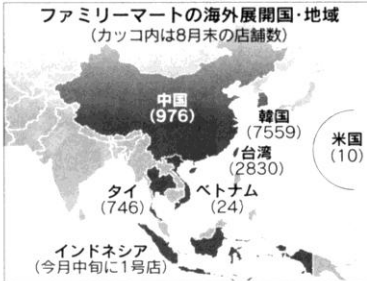 ファミリーマートの海外展開国・地域
(カッコ内は8月末の店舗数)
中国
(976)
韓国
(7559)
米国
(10)
台湾
(2830)
タイ
(746)
ベトナム
(24)
インドネシア
(今月中旬に1号店)